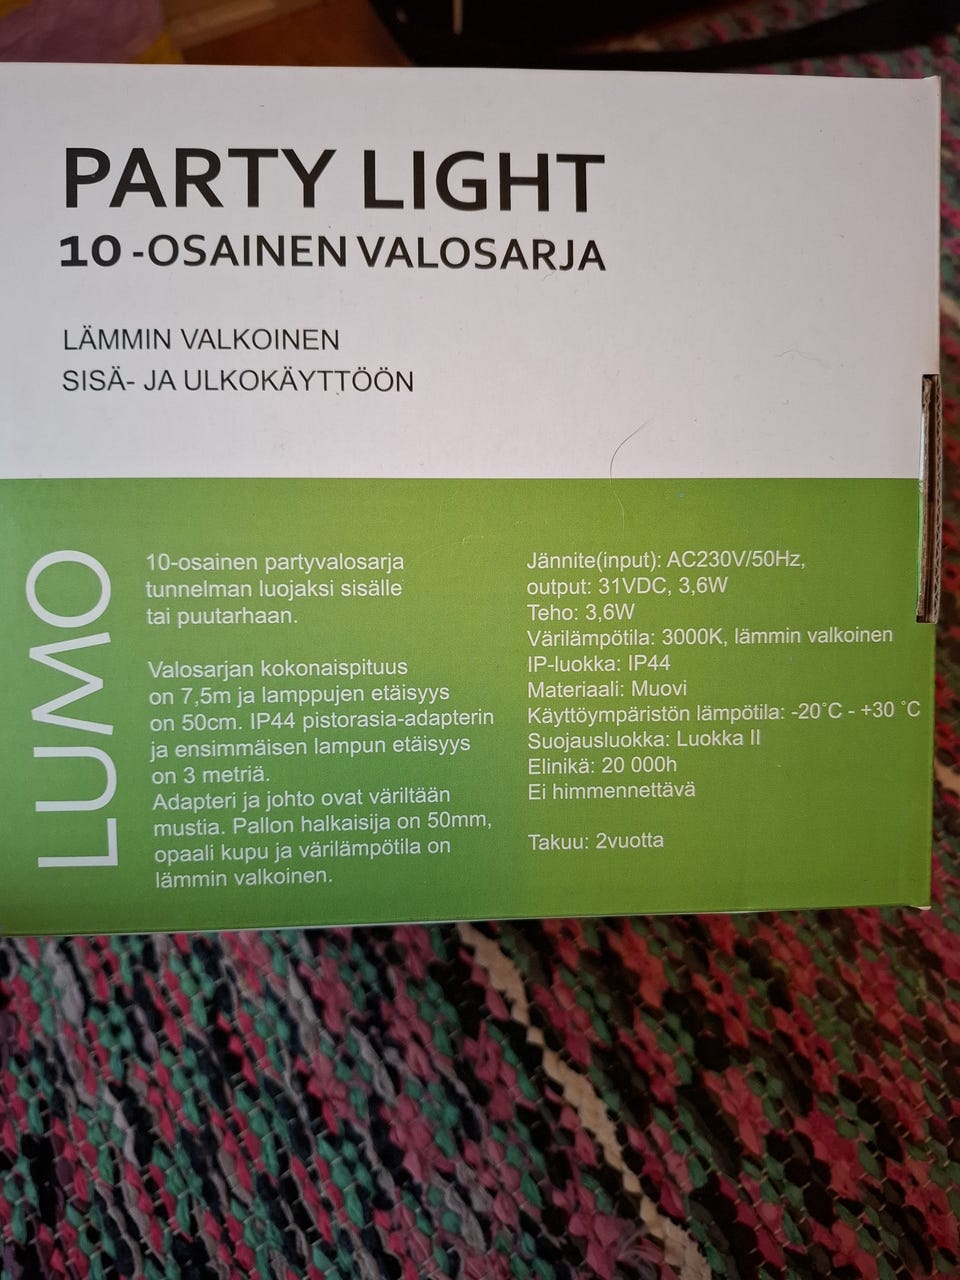 PARTY LIGHT
10 -OSAINEN VALOSARJA
LÄMMIN VALKOINEN
SISÄ- JA ULKOKÄYTTÖÖN
LUMO
10-osainen partyvalosarja
tunnelman luojaksi sisälle
tai puutarhaan.
Valosarjan kokonaispituus
on 7,5m ja lamppujen etäisyys
on 50cm. IP44 pistorasia-adapterin
ja ensimmäisen lampun etäisyys
on 3 metriä.
Adapteri ja johto ovat väriltään
mustia. Pallon halkaisija on 50mm,
opaali kupu ja värilämpötila on
lämmin valkoinen.
Jännite(input): AC230V/50Hz,
output: 31VDC, 3,6W
Teho: 3,6W
Värilämpötila: 3000K, lämmin valkoinen
IP-luokka: IP44
Materiaali: Muovi
Käyttöympäristön lämpötila: -20°C - +30 °C
Suojausluokka: Luokka II
Elinikä: 20 000h
Ei himmennettävä
Takuu: 2vuotta